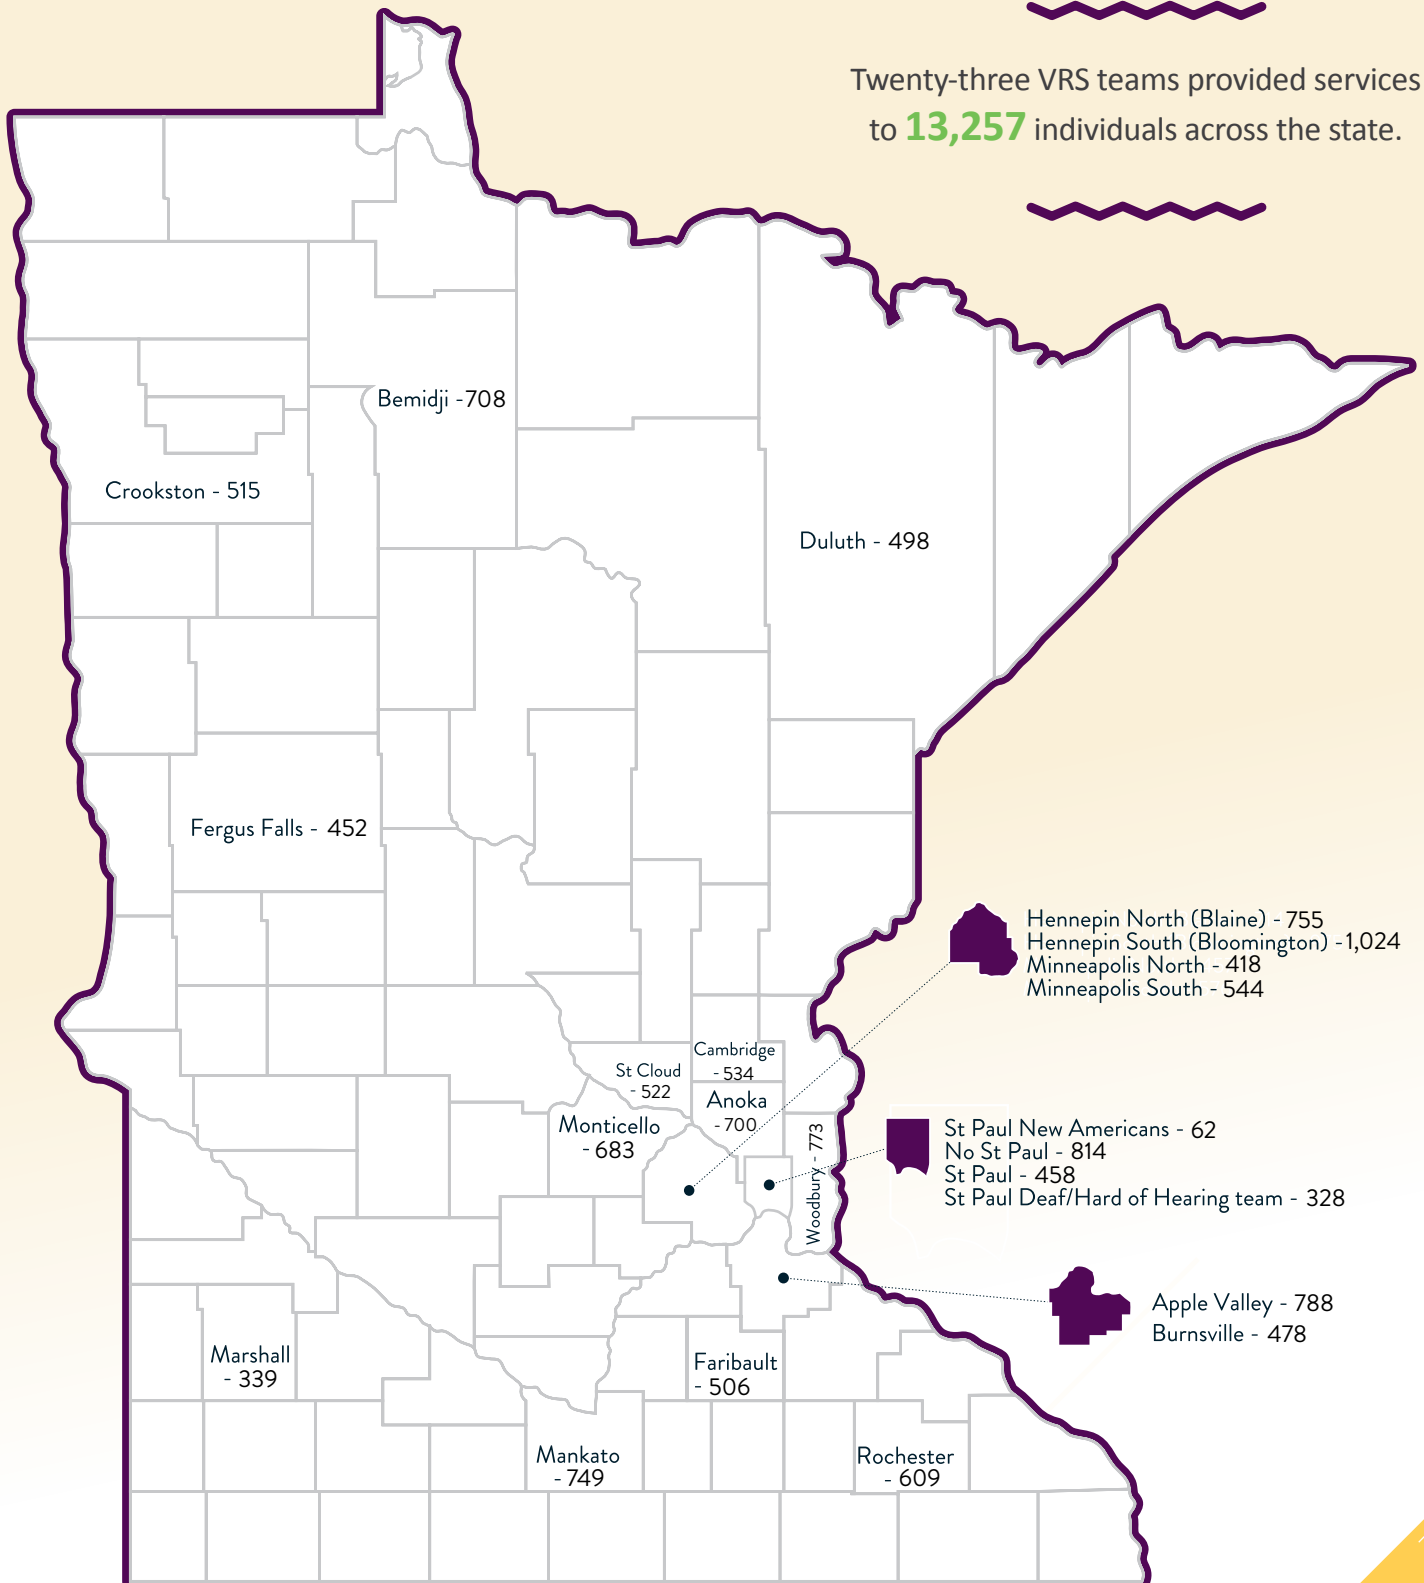 Twenty-three VRS teams provided services
to 13,257 individuals across the state.
Bemidji -708
Crookston - 515
Duluth - 498
Fergus Falls - 452
Hennepin North (Blaine) - 755
Hennepin South (Bloomington) -1,024
Minneapolis North - 418
Minneapolis South - 544
Cambridge
- 534
St Cloud
- 522
Anoka
-700
Monticello
-683
Woodbury - 773
St Paul New Americans - 62
No St Paul - 814
St Paul - 458
St Paul Deaf/Hard of Hearing team - 328
Apple Valley - 788
Burnsville - 478
Marshall
- 339
Faribault
- 506
Mankato
-749
Rochester
- 609